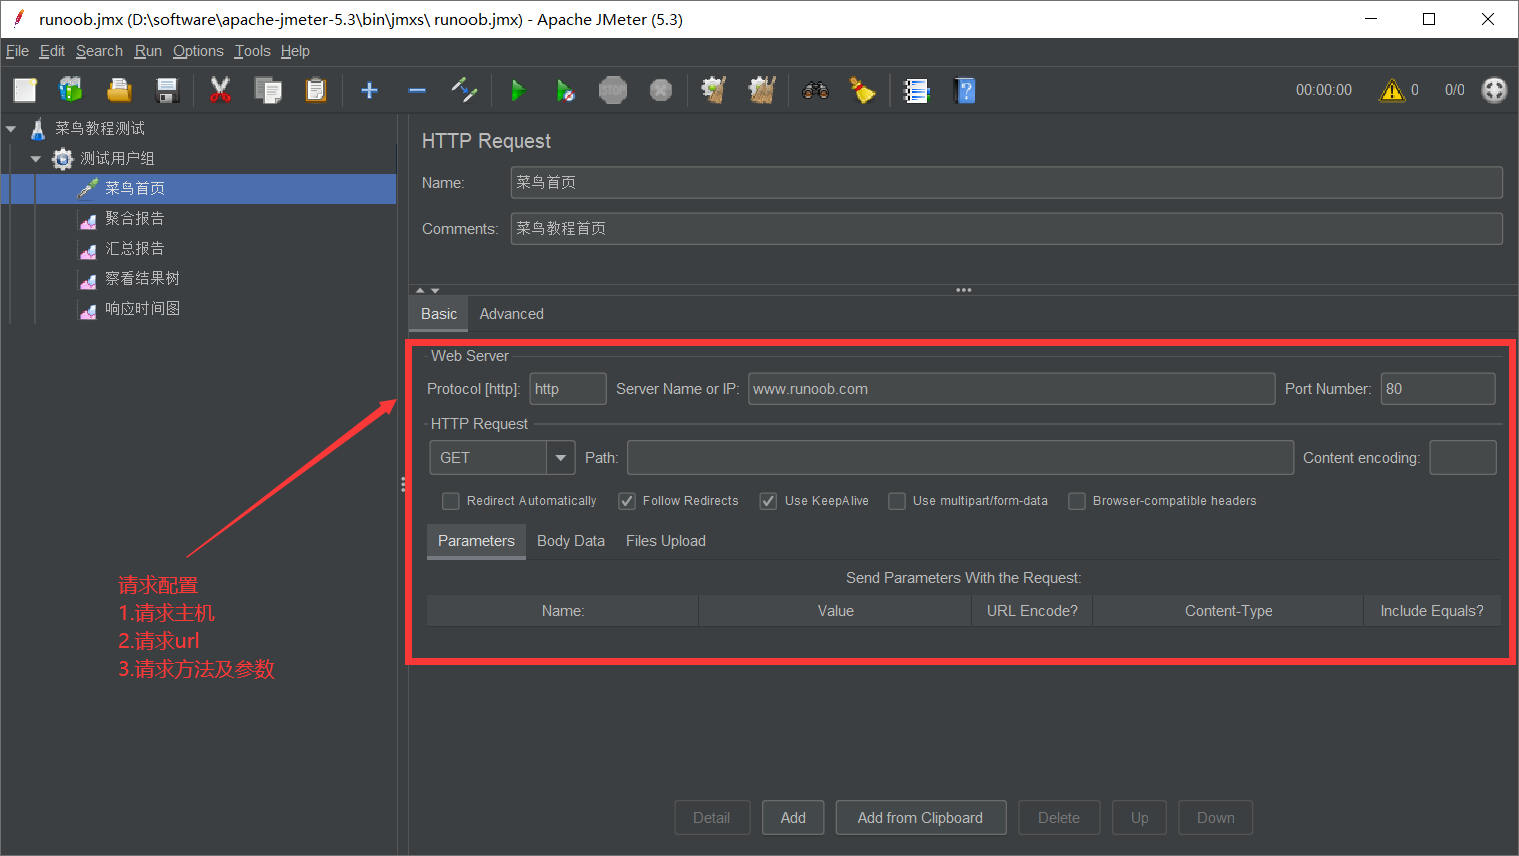 runoob.jmx (D:\software\apache-jmeter-5.3\bin\jmxs\ runoob.jmx) - Apache JMeter (5.3)
File Edit Search Run Options Tools Help
STOP
?
00:00:00 0 0/0
菜鸟教程测试
测试用户组
菜鸟首页
聚合报告
汇总报告
察看结果树
响应时间图
请求配置
1.请求主机
2.请求url
3.请求方法及参数
HTTP Request
Name: 菜鸟首页
Comments: 菜鸟教程首页
Basic Advanced
Web Server
Protocol [http]: http Server Name or IP: www.runoob.com Port Number: 80
HTTP Request
GET Path: Content encoding:
Redirect Automatically Follow Redirects Use KeepAlive Use multipart/form-data Browser-compatible headers
Parameters Body Data Files Upload
Send Parameters With the Request:
Name: Value URL Encode? Content-Type Include Equals?
Detail Add Add from Clipboard Delete Up Down